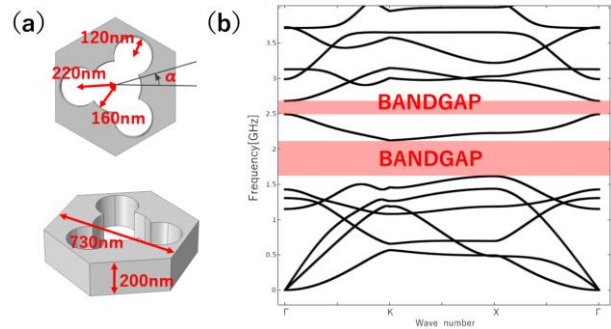 (a)
120nm
220nm
α
160nm
730nm
200nm
(b)
Frequency[GHz]
3.5
3
2.5
2
1.5
1
0.5
0
BANDGAP
BANDGAP
Γ
K
X
Γ
Wave number